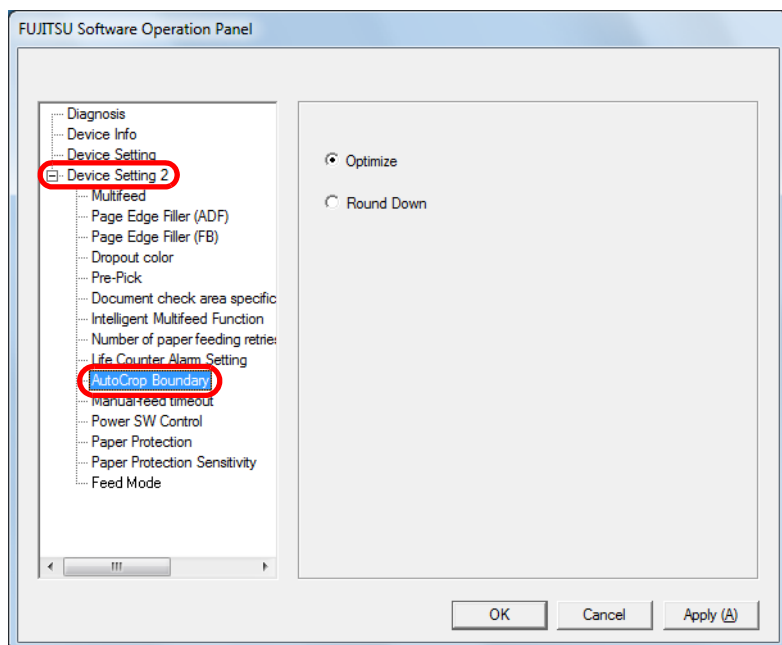 FUJITSU Software Operation Panel
Diagnosis
Device Info
Device Setting
Device Setting 2
Multifeed
Page Edge Filler (ADF)
Page Edge Filler (FB)
Dropout color
Pre-Pick
Document check area specific
Intelligent Multifeed Function
Number of paper feeding retries
Life Counter Alarm Setting
AutoCrop Boundary
Manual-feed timeout
Power SW Control
Paper Protection
Paper Protection Sensitivity
Feed Mode
Optimize
Round Down
OK Cancel Apply (A)